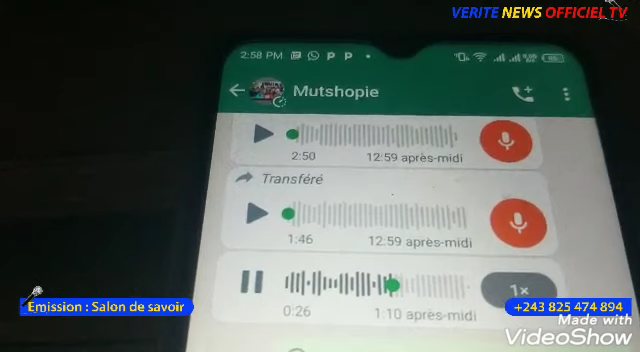 VERITE NEWS OFFICIEL TV
2:58 PM
Mutshopie
2:50 12:59 après-midi
Transféré
1:46 12:59 après-midi
1×
0:26 1:10 après-midi
Emission : Salon de savoir
+243 825 474 894
Made with
VideoShow